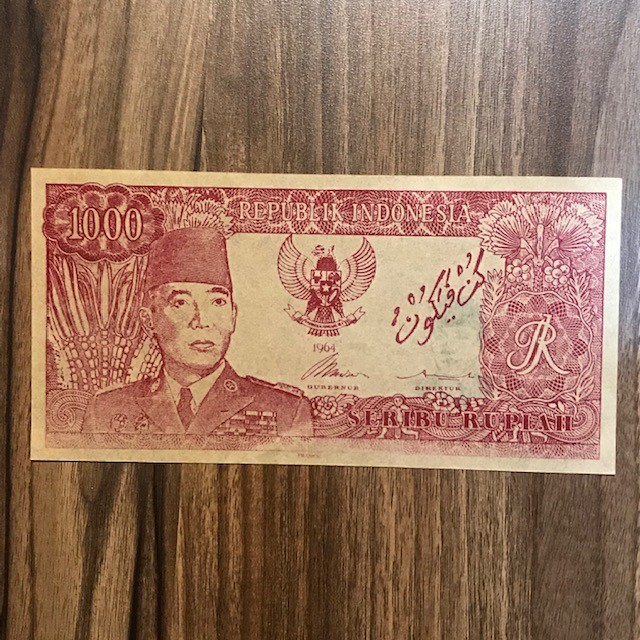 1000
REPUBLIK INDONESIA
كن فيكون
1964
GUBERNUR
DIREKTUR
SERIBU RUPIAH
R